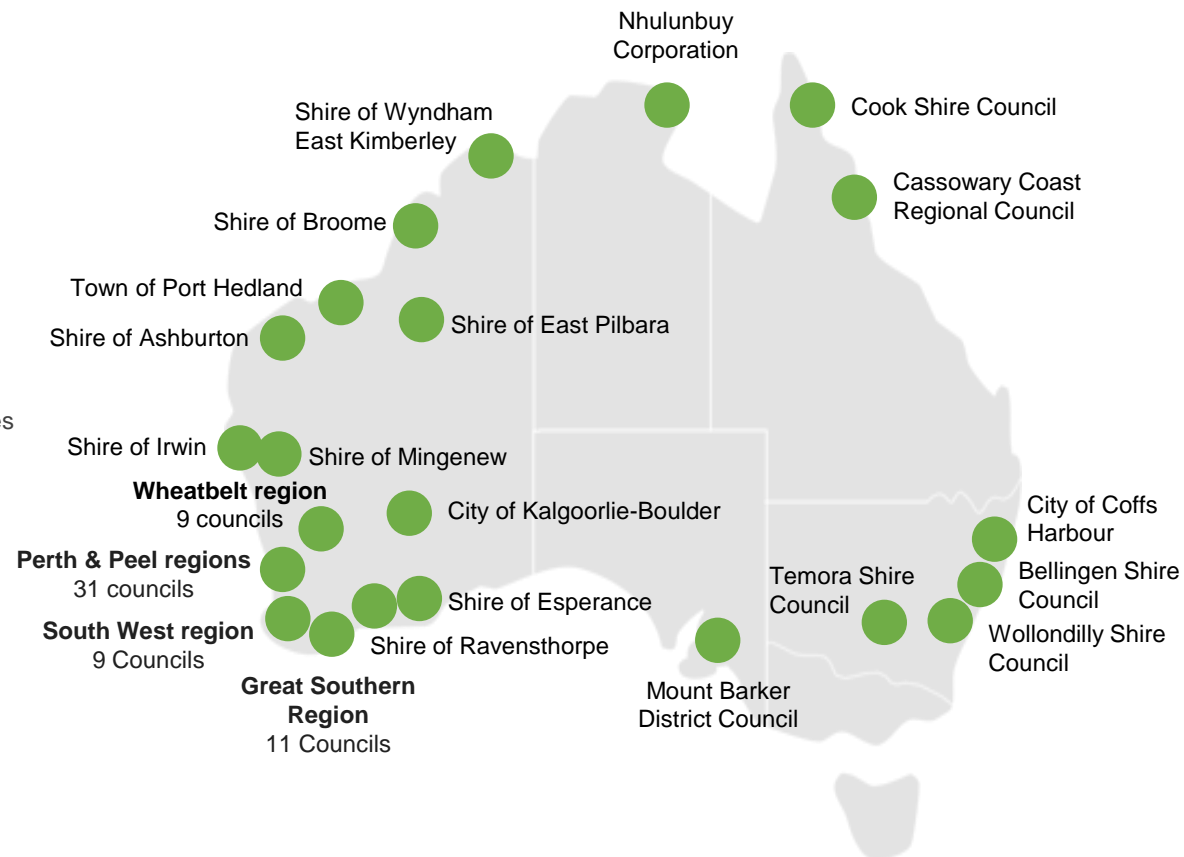 Nhulunbuy
Corporation
Cook Shire Council
Shire of Wyndham
East Kimberley
Cassowary Coast
Regional Council
Shire of Broome
Town of Port Hedland
Shire of East Pilbara
Shire of Ashburton
es
Shire of Irwin
Shire of Mingenew
Wheatbelt region
9 councils
City of Kalgoorlie-Boulder
City of Coffs
Harbour
Perth & Peel regions
31 councils
Temora Shire
Council
Bellingen Shire
Council
Shire of Esperance
South West region
9 Councils
Shire of Ravensthorpe
Wollondilly Shire
Council
Great Southern
Region
11 Councils
Mount Barker
District Council